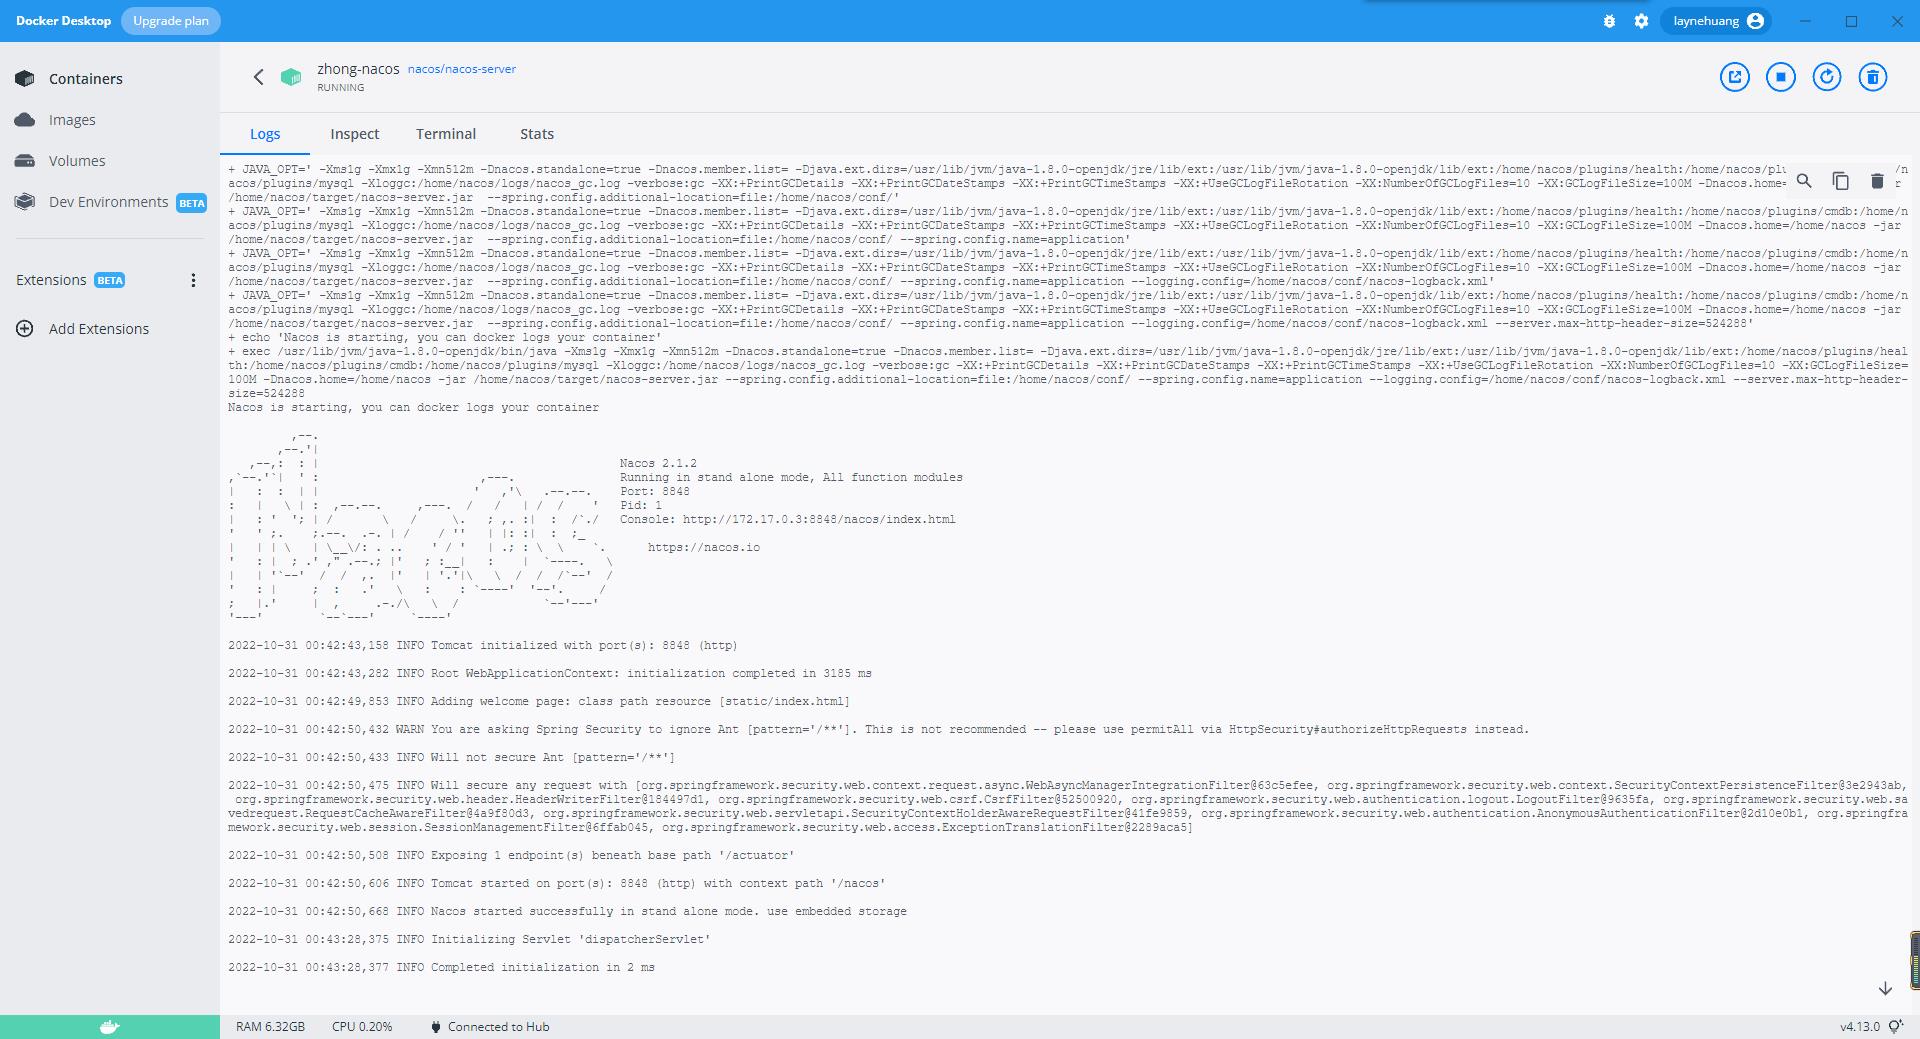 Docker Desktop
Upgrade plan
laynehuang
Containers
Images
Volumes
Dev Environments BETA
Extensions BETA
Add Extensions
zhong-nacos nacos/nacos-server
RUNNING
Logs Inspect Terminal Stats
+ JAVA_OPT=' -Xms1g -Xmx1g -Xmn512m -Dnacos.standalone=true -Dnacos.member.list= -Djava.ext.dirs=/usr/lib/jvm/java-1.8.0-openjdk/jre/lib/ext:/usr/lib/jvm/java-1.8.0-openjdk/lib/ext:/home/nacos/plugins/health:/home/nacos/plu /n
acos/plugins/mysql -Xloggc:/home/nacos/logs/nacos_gc.log -verbose:gc -XX:+PrintGCDetails -XX:+PrintGCDateStamps -XX:+PrintGCTimeStamps -XX:+UseGCLogFileRotation -XX:NumberOfGCLogFiles=10 -XX:GCLogFileSize=100M -Dnacos.home= r
/home/nacos/target/nacos-server.jar  --spring.config.additional-location=file:/home/nacos/conf/'
+ JAVA_OPT=' -Xms1g -Xmx1g -Xmn512m -Dnacos.standalone=true -Dnacos.member.list= -Djava.ext.dirs=/usr/lib/jvm/java-1.8.0-openjdk/jre/lib/ext:/usr/lib/jvm/java-1.8.0-openjdk/lib/ext:/home/nacos/plugins/health:/home/nacos/plugins/cmdb:/home/n
acos/plugins/mysql -Xloggc:/home/nacos/logs/nacos_gc.log -verbose:gc -XX:+PrintGCDetails -XX:+PrintGCDateStamps -XX:+PrintGCTimeStamps -XX:+UseGCLogFileRotation -XX:NumberOfGCLogFiles=10 -XX:GCLogFileSize=100M -Dnacos.home=/home/nacos -jar
/home/nacos/target/nacos-server.jar  --spring.config.additional-location=file:/home/nacos/conf/ --spring.config.name=application'
+ JAVA_OPT=' -Xms1g -Xmx1g -Xmn512m -Dnacos.standalone=true -Dnacos.member.list= -Djava.ext.dirs=/usr/lib/jvm/java-1.8.0-openjdk/jre/lib/ext:/usr/lib/jvm/java-1.8.0-openjdk/lib/ext:/home/nacos/plugins/health:/home/nacos/plugins/cmdb:/home/n
acos/plugins/mysql -Xloggc:/home/nacos/logs/nacos_gc.log -verbose:gc -XX:+PrintGCDetails -XX:+PrintGCDateStamps -XX:+PrintGCTimeStamps -XX:+UseGCLogFileRotation -XX:NumberOfGCLogFiles=10 -XX:GCLogFileSize=100M -Dnacos.home=/home/nacos -jar
/home/nacos/target/nacos-server.jar  --spring.config.additional-location=file:/home/nacos/conf/ --spring.config.name=application --logging.config=/home/nacos/conf/nacos-logback.xml'
+ JAVA_OPT=' -Xms1g -Xmx1g -Xmn512m -Dnacos.standalone=true -Dnacos.member.list= -Djava.ext.dirs=/usr/lib/jvm/java-1.8.0-openjdk/jre/lib/ext:/usr/lib/jvm/java-1.8.0-openjdk/lib/ext:/home/nacos/plugins/health:/home/nacos/plugins/cmdb:/home/n
acos/plugins/mysql -Xloggc:/home/nacos/logs/nacos_gc.log -verbose:gc -XX:+PrintGCDetails -XX:+PrintGCDateStamps -XX:+PrintGCTimeStamps -XX:+UseGCLogFileRotation -XX:NumberOfGCLogFiles=10 -XX:GCLogFileSize=100M -Dnacos.home=/home/nacos -jar
/home/nacos/target/nacos-server.jar  --spring.config.additional-location=file:/home/nacos/conf/ --spring.config.name=application --logging.config=/home/nacos/conf/nacos-logback.xml --server.max-http-header-size=524288'
+ echo 'Nacos is starting, you can docker logs your container'
+ exec /usr/lib/jvm/java-1.8.0-openjdk/bin/java -Xms1g -Xmx1g -Xmn512m -Dnacos.standalone=true -Dnacos.member.list= -Djava.ext.dirs=/usr/lib/jvm/java-1.8.0-openjdk/jre/lib/ext:/usr/lib/jvm/java-1.8.0-openjdk/lib/ext:/home/nacos/plugins/heal
th:/home/nacos/plugins/cmdb:/home/nacos/plugins/mysql -Xloggc:/home/nacos/logs/nacos_gc.log -verbose:gc -XX:+PrintGCDetails -XX:+PrintGCDateStamps -XX:+PrintGCTimeStamps -XX:+UseGCLogFileRotation -XX:NumberOfGCLogFiles=10 -XX:GCLogFileSize=
100M -Dnacos.home=/home/nacos -jar /home/nacos/target/nacos-server.jar --spring.config.additional-location=file:/home/nacos/conf/ --spring.config.name=application --logging.config=/home/nacos/conf/nacos-logback.xml --server.max-http-header-
size=524288
Nacos is starting, you can docker logs your container
Nacos 2.1.2
Running in stand alone mode, All function modules
Port: 8848
Pid: 1
Console: http://172.17.0.3:8848/nacos/index.html
https://nacos.io
2022-10-31 00:42:43,158 INFO Tomcat initialized with port(s): 8848 (http)
2022-10-31 00:42:43,282 INFO Root WebApplicationContext: initialization completed in 3185 ms
2022-10-31 00:42:49,853 INFO Adding welcome page: class path resource [static/index.html]
2022-10-31 00:42:50,432 WARN You are asking Spring Security to ignore Ant [pattern='/**']. This is not recommended -- please use permitAll via HttpSecurity#authorizeHttpRequests instead.
2022-10-31 00:42:50,433 INFO Will not secure Ant [pattern='/**']
2022-10-31 00:42:50,475 INFO Will secure any request with [org.springframework.security.web.context.request.async.WebAsyncManagerIntegrationFilter@63c5efee, org.springframework.security.web.context.SecurityContextPersistenceFilter@3e2943ab,
org.springframework.security.web.header.HeaderWriterFilter@184497d1, org.springframework.security.web.csrf.CsrfFilter@52500920, org.springframework.security.web.authentication.logout.LogoutFilter@9635fa, org.springframework.security.web.sa
vedrequest.RequestCacheAwareFilter@4a9f80d3, org.springframework.security.web.servletapi.SecurityContextHolderAwareRequestFilter@41fe9859, org.springframework.security.web.authentication.AnonymousAuthenticationFilter@2d10e0b1, org.springfra
mework.security.web.session.SessionManagementFilter@6ffab045, org.springframework.security.web.access.ExceptionTranslationFilter@2289aca5]
2022-10-31 00:42:50,508 INFO Exposing 1 endpoint(s) beneath base path '/actuator'
2022-10-31 00:42:50,606 INFO Tomcat started on port(s): 8848 (http) with context path '/nacos'
2022-10-31 00:42:50,668 INFO Nacos started successfully in stand alone mode. use embedded storage
2022-10-31 00:43:28,375 INFO Initializing Servlet 'dispatcherServlet'
2022-10-31 00:43:28,377 INFO Completed initialization in 2 ms
RAM 6.32GB CPU 0.20% Connected to Hub
v4.13.0